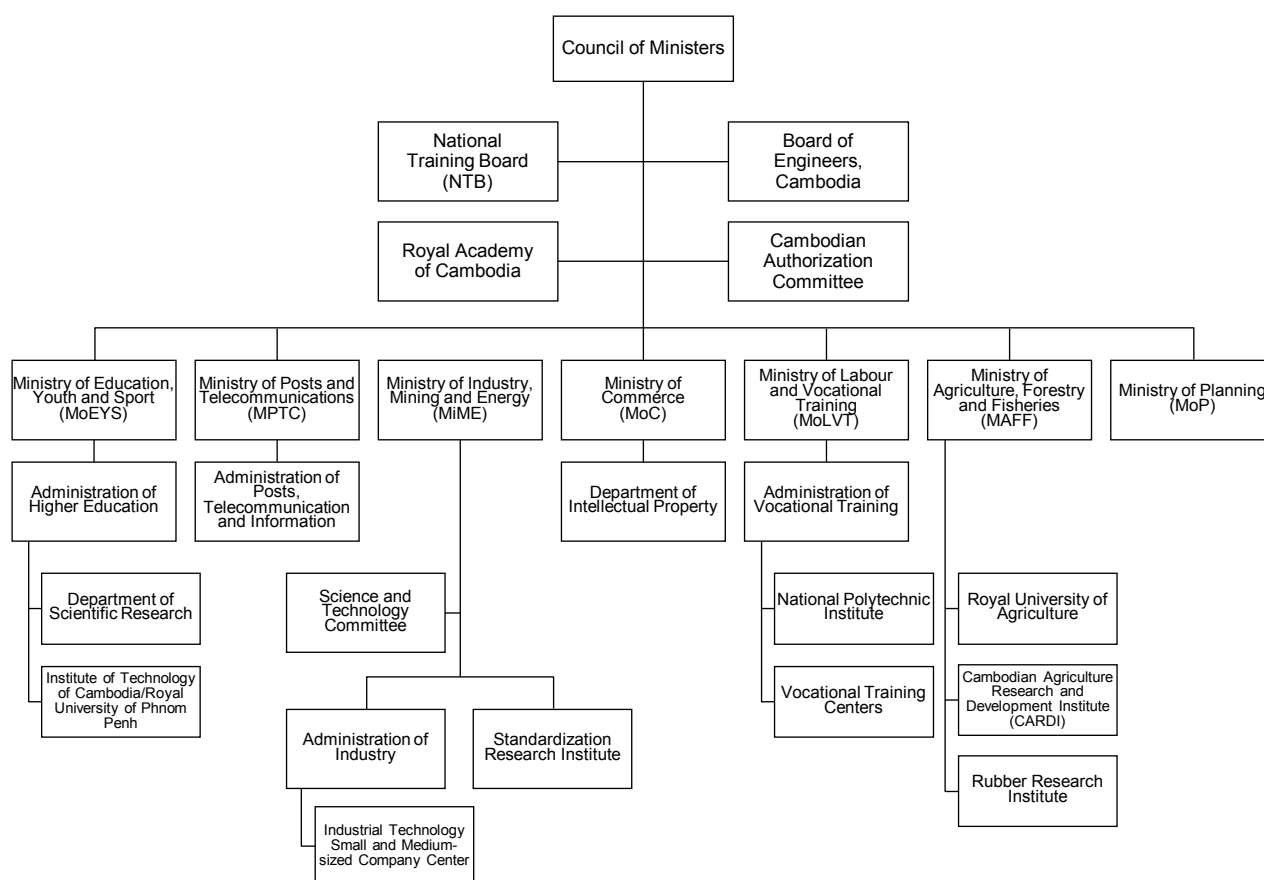 Council of Ministers
National
Training Board
(NTB)
Board of
Engineers,
Cambodia
Royal Academy
of Cambodia
Cambodian
Authorization
Committee
Ministry of Education,
Youth and Sport
(MoEYS)
Ministry of Posts and
Telecommunications
(MPTC)
Ministry of Industry,
Mining and Energy
(MiME)
Ministry of
Commerce
(MoC)
Ministry of Labour
and Vocational
Training
(MoLVT)
Ministry of
Agriculture, Forestry
and Fisheries
(MAFF)
Ministry of Planning
(MoP)
Administration of
Higher Education
Administration of
Posts,
Telecommunication
and Information
Department of
Intellectual Property
Administration of
Vocational Training
Department of
Scientific Research
Science and
Technology
Committee
National Polytechnic
Institute
Royal University of
Agriculture
Institute of Technology
of Cambodia/Royal
University of Phnom
Penh
Vocational Training
Centers
Cambodian Agriculture
Research and
Development Institute
(CARDI)
Administration of
Industry
Standardization
Research Institute
Rubber Research
Institute
Industrial Technology
Small and Medium-
sized Company Center